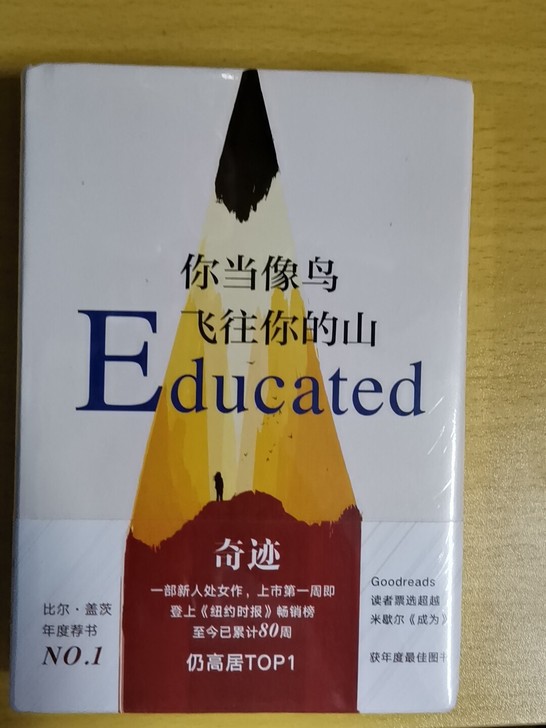 你当像鸟
飞往你的山
Educated
奇迹
一部新人处女作，上市第一周即
登上《纽约时报》畅销榜
至今已累计80周
仍高居TOP1
比尔·盖茨
年度荐书
NO.1
Goodreads
读者票选超越
米歇尔《成为》
获年度最佳图书